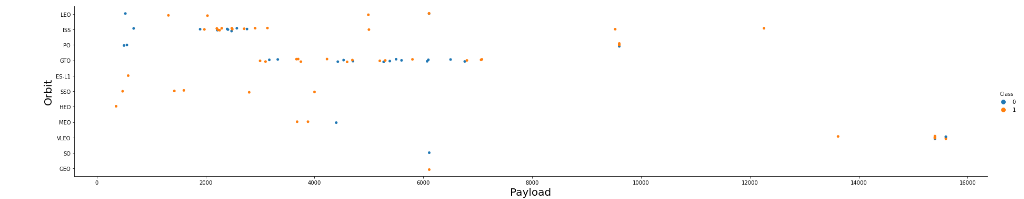 LEO
ISS
PO
GTO
ES-L1
SSO
HEO
MEO
VLEO
SO
GEO
Orbit
0
2000
4000
6000
8000
10000
12000
14000
16000
Payload
Class
0
1